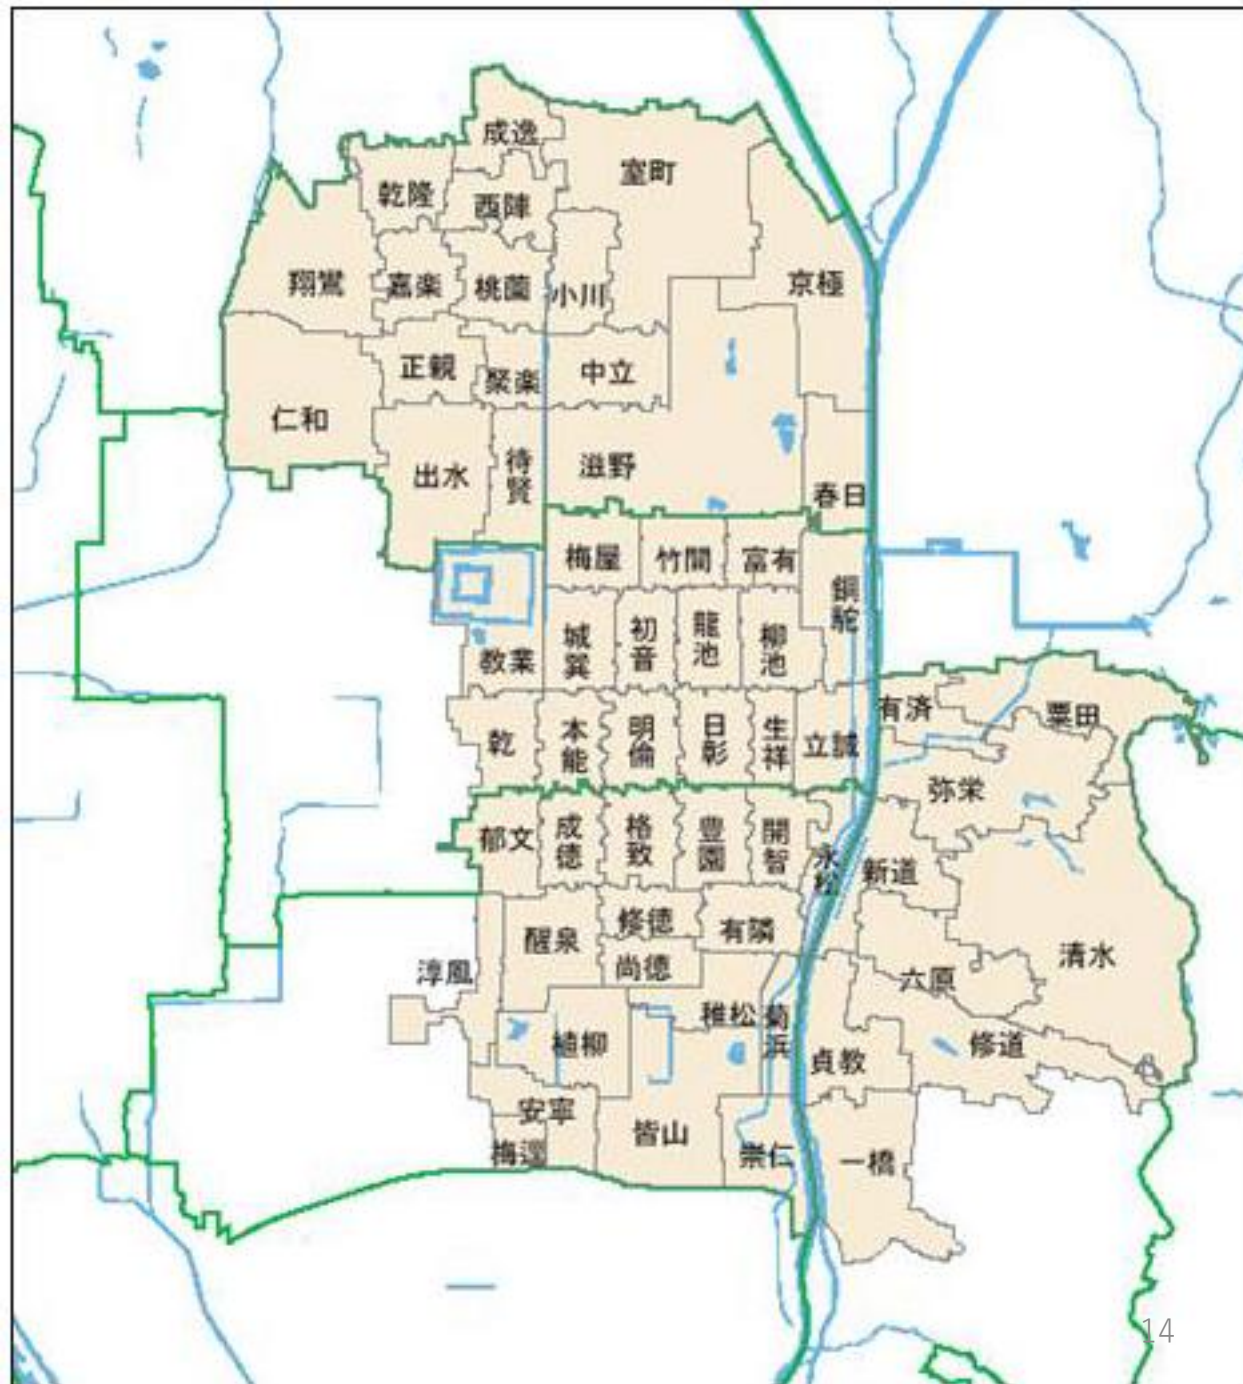 成逸
室町
乾隆
西陣
翔鸞
嘉楽
桃薗
小川
京極
正親
聚楽
中立
仁和
出水
待賢
滋野
春日
梅屋
竹間
富有
銅駝
教業
城巽
初音
龍池
柳池
有済
粟田
乾
本能
明倫
日彰
生祥
立誠
弥栄
郁文
成徳
格致
豊園
開智
永松
新道
醒泉
修徳
有隣
尚徳
淳風
六原
清水
植柳
稚松
菊浜
貞教
修道
安寧
皆山
梅逕
崇仁
一橋
14